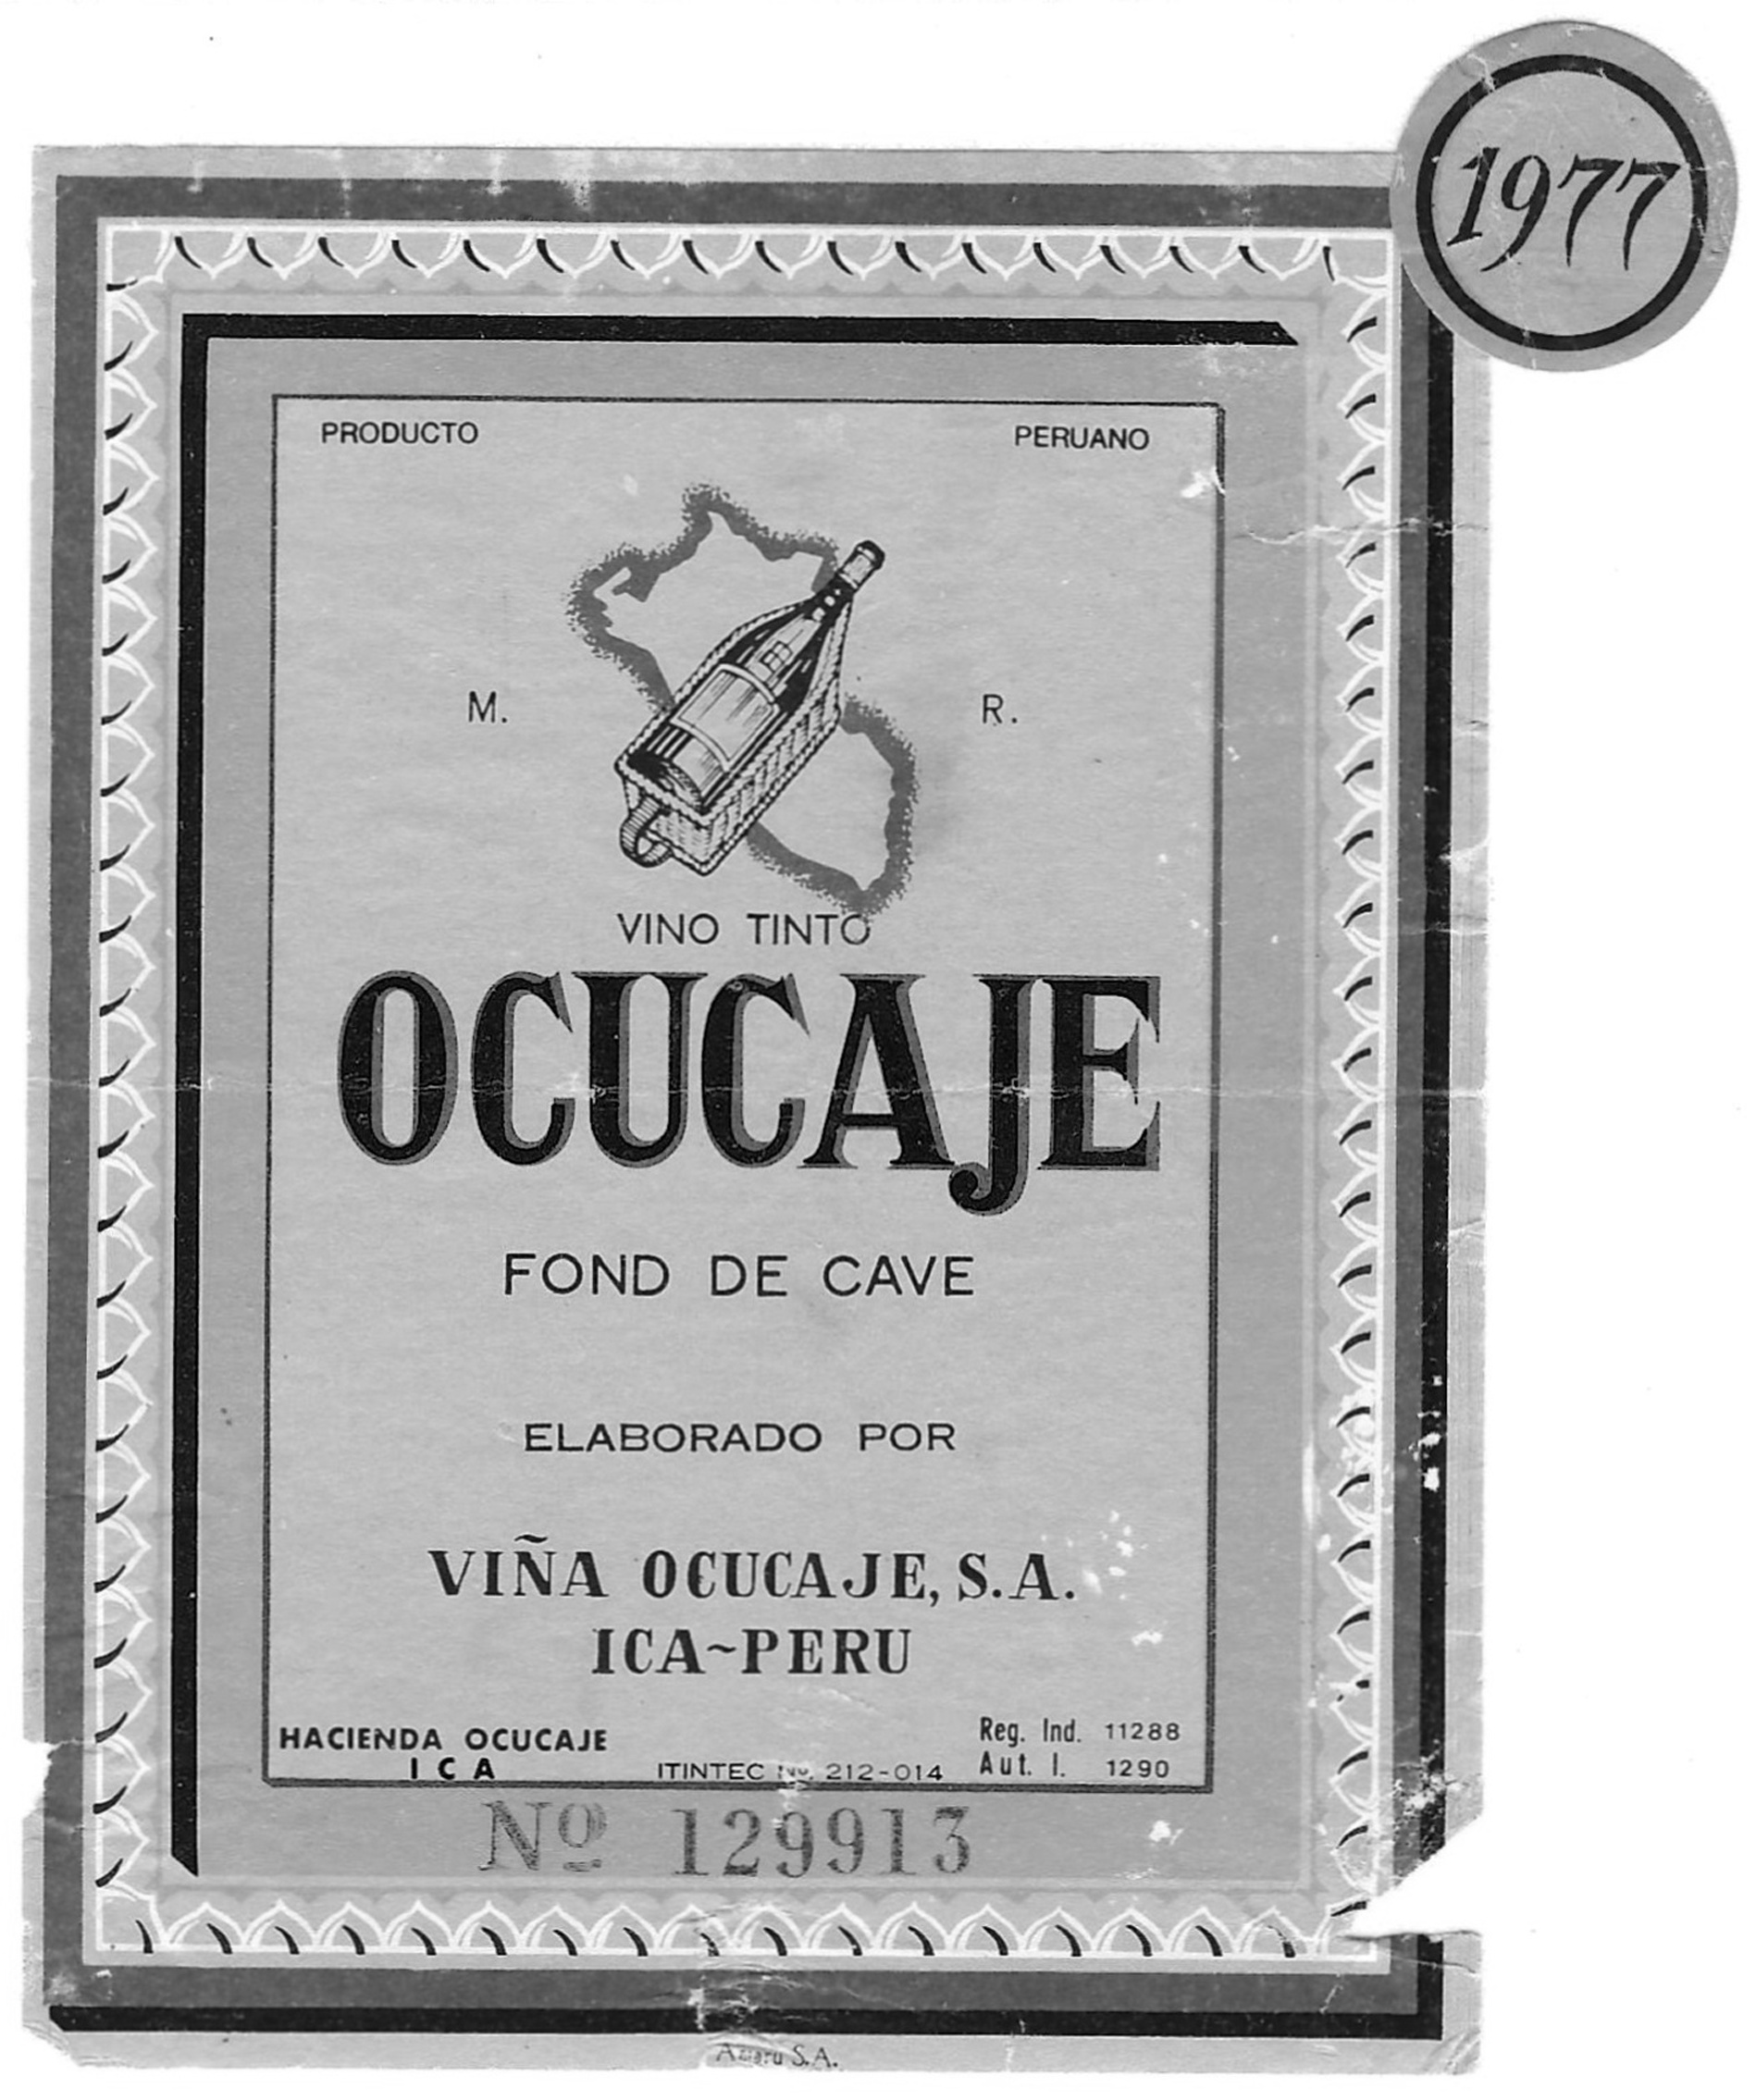 1977
PRODUCTO PERUANO
M. R.
VINO TINTO
OCUCAJE
FOND DE CAVE
ELABORADO POR
VIÑA OCUCAJE, S.A.
ICA~PERU
HACIENDA OCUCAJE
ICA
ITINTEC No. 212-014
Reg. Ind. 11288
Aut. I. 1290
Nº 129913
S.A.